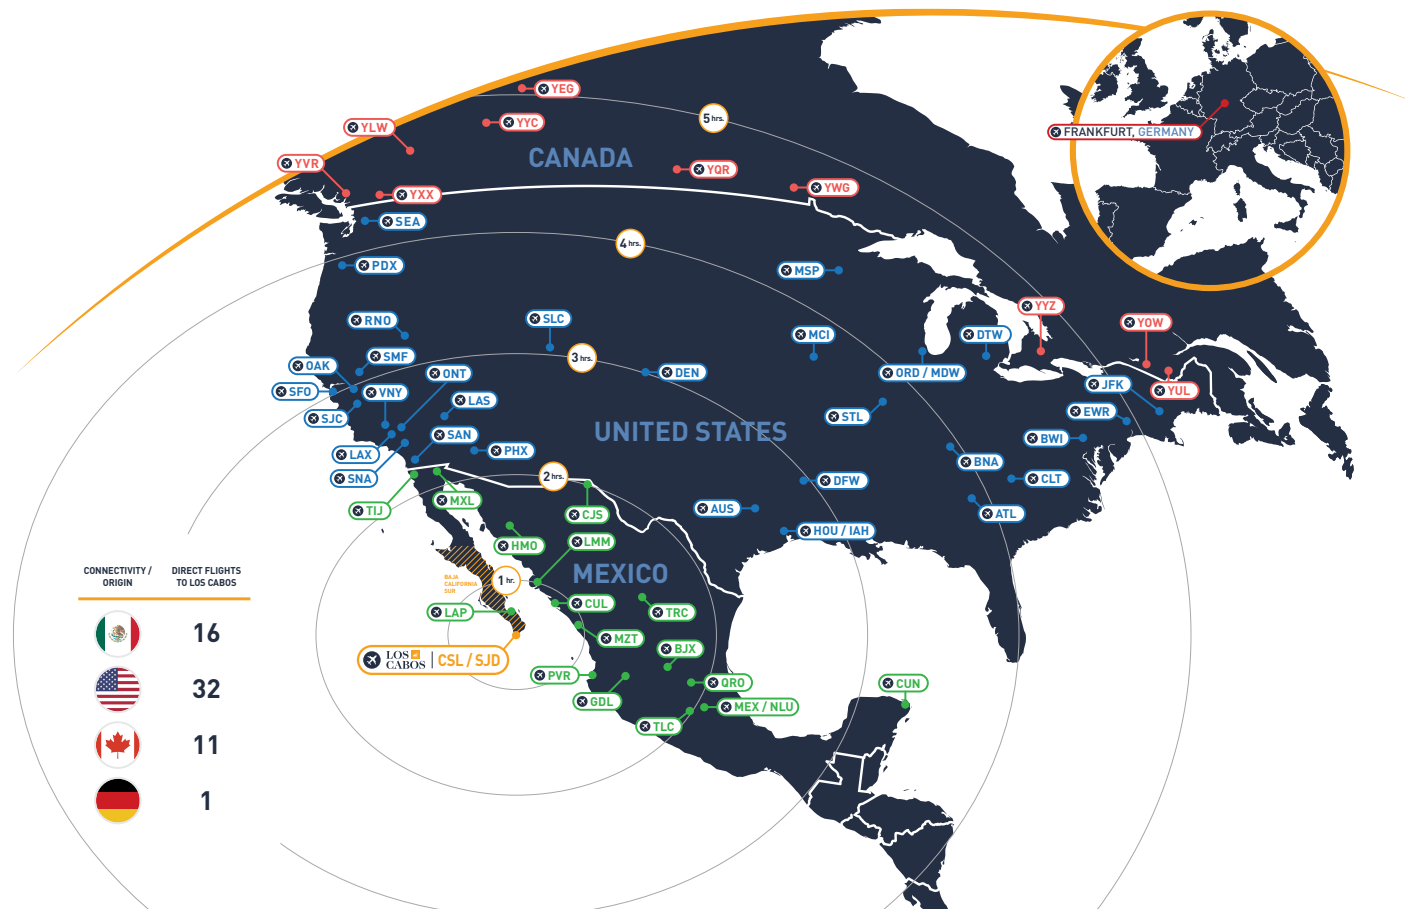 YEG
5 hrs.
YYC
YLW
FRANKFURT, GERMANY
CANADA
YVR
YQR
YWG
YXX
SEA
4 hrs.
PDX
MSP
YYZ
RNO
SLC
MCI
DTW
YOW
3 hrs.
SMF
OAK
ONT
DEN
ORD / MDW
JFK
YUL
SFO
VNY
LAS
SJC
STL
EWR
UNITED STATES
SAN
BWI
LAX
PHX
BNA
SNA
2 hrs.
DFW
CLT
MXL
TIJ
CJS
AUS
ATL
HOU / IAH
HMO
LMM
1 hr.
MEXICO
BAJA
CALIFORNIA
SUR
LAP
CUL
TRC
MZT
BJX
LOS
CABOS
CSL / SJD
PVR
QRO
CUN
GDL
MEX / NLU
TLC
CONNECTIVITY /
ORIGIN
DIRECT FLIGHTS
TO LOS CABOS
16
32
11
1